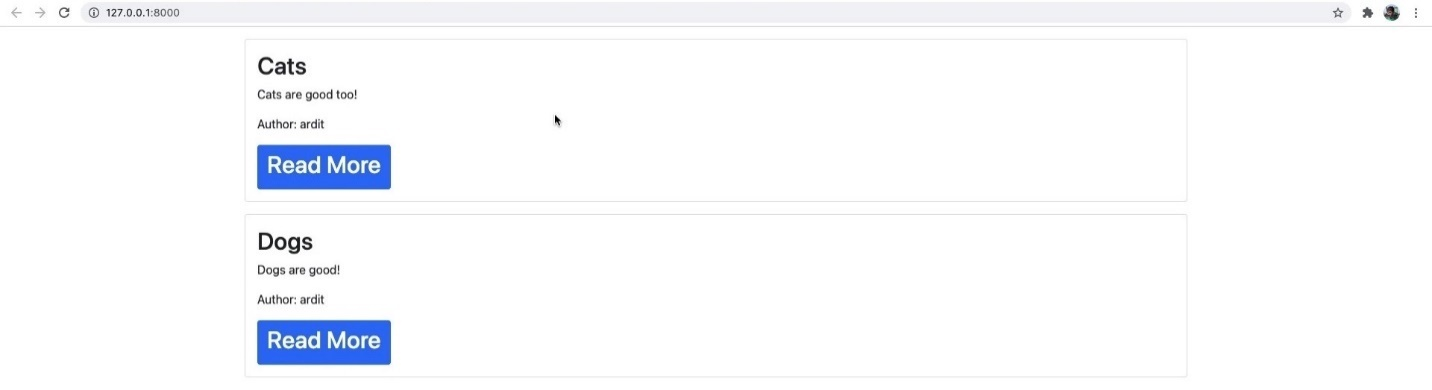 127.0.0.1:8000
Cats
Cats are good too!
Author: ardit
Read More
Dogs
Dogs are good!
Author: ardit
Read More